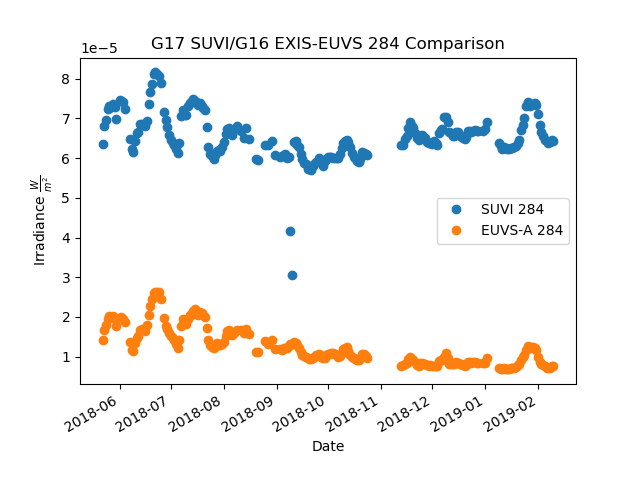 G17 SUVI/G16 EXIS-EUVS 284 Comparison
1e−5
8
7
6
5
4
3
2
1
Irradiance W/m²
SUVI 284
EUVS-A 284
2018-06
2018-07
2018-08
2018-09
2018-10
2018-11
2018-12
2019-01
2019-02
Date